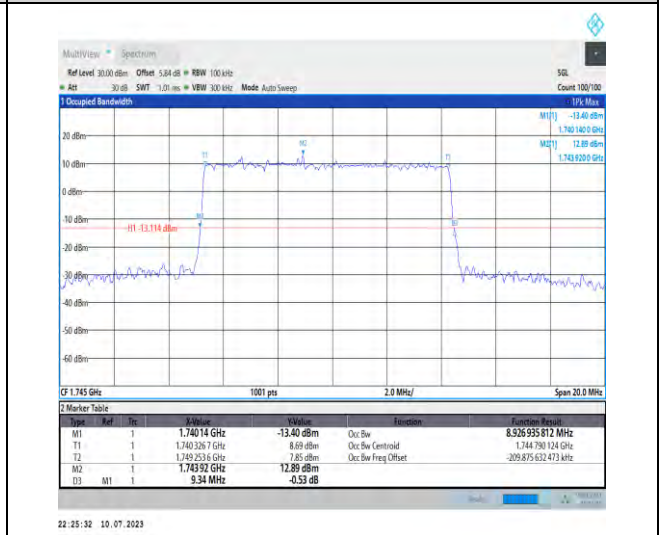 MultiView Spectrum
Ref Level 30.00 dBm Offset 5.84 dB RBW 100 kHz SGL
Att 30 dB SWT 1.01 ms VBW 300 kHz Mode Auto Sweep Count 100/100
1 Occupied Bandwidth 1Pk Max
M1[1] -13.40 dBm
1.740 140 0 GHz
M2[1] 12.89 dBm
1.743 920 0 GHz
20 dBm
M2
T1
10 dBm
0 dBm
-10 dBm
H1 -13.114 dBm
-20 dBm
-30 dBm
-40 dBm
-50 dBm
-60 dBm
CF 1.745 GHz 1001 pts 2.0 MHz/ Span 20.0 MHz
2 Marker Table
Type Ref Trc X-Value Y-Value Function Function Result
M1 1 1.74014 GHz -13.40 dBm Occ Bw 8.926 935 812 MHz
T1 1 1.740 326 7 GHz 8.69 dBm Occ Bw Centroid 1.744 790 124 GHz
T2 1 1.749 253 6 GHz 7.85 dBm Occ Bw Freq Offset -209.875 632 473 kHz
M2 1 1.743 92 GHz 12.89 dBm
D3 M1 1 9.34 MHz -0.53 dB
22:25:32 10.07.2023